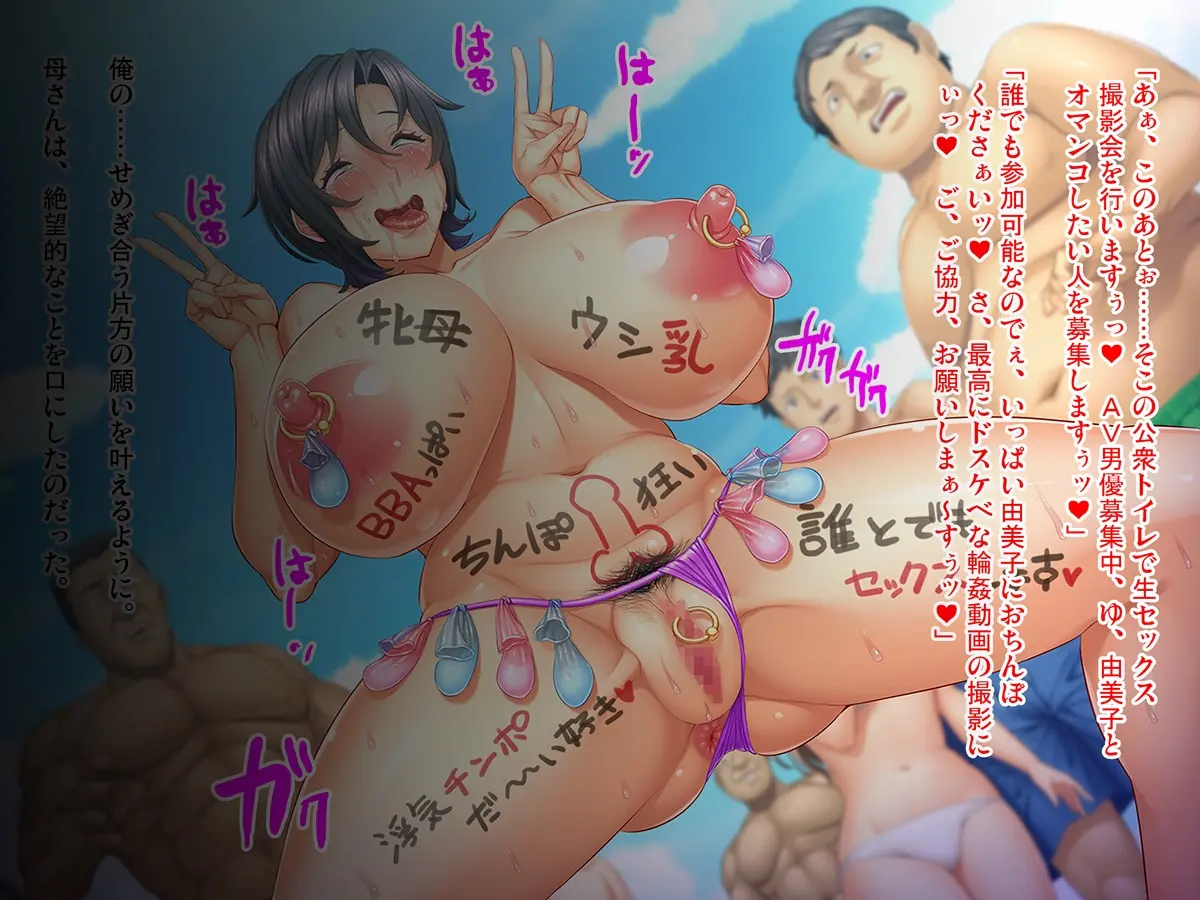 「あぁ、このあとぉ……そこの公衆トイレで生セックス
撮影会を行いますぅっ♥　ＡＶ男優募集中、ゆ、由美子と
オマンコしたい人を募集しますぅッ♥」
「誰でも参加可能なのでぇ、いっぱい由美子におちんぽ
くださぁいッ♥　さ、最高にドスケベな輪姦動画の撮影に
ぃっ♥　ご、ご協力、お願いしまぁ～すぅッ♥」
俺の……せめぎ合う片方の願いを叶えるように。
母さんは、絶望的なことを口にしたのだった。
はぁ
はーッ
はぁ
ガクガク
はーッ
ガク
牝母
ウシ乳
BBAっぱい
ちんぽ狂い
誰とでも
セックス
す♥
浮気チンポ
だ～～い好き♥